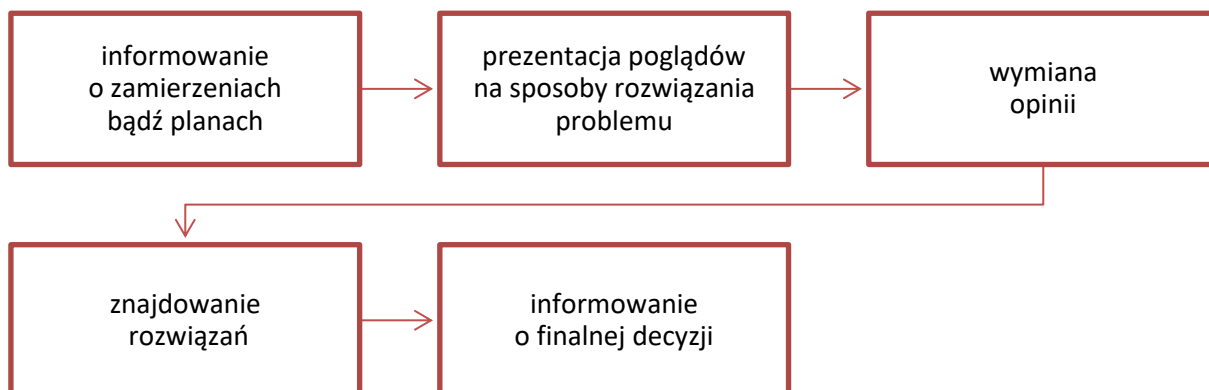 informowanie
o zamierzeniach
bądź planach
prezentacja poglądów
na sposoby rozwiązania
problemu
wymiana
opinii
znajdowanie
rozwiązań
informowanie
o finalnej decyzji